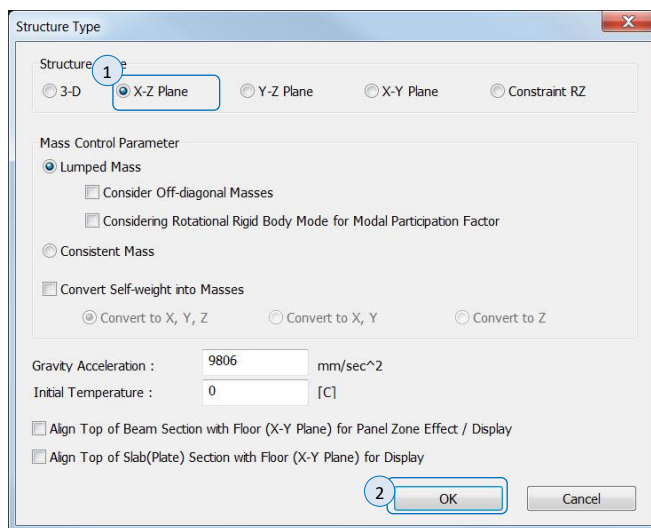 Structure Type
Structure
1
3-D X-Z Plane Y-Z Plane X-Y Plane Constraint RZ
Mass Control Parameter
Lumped Mass
Consider Off-diagonal Masses
Considering Rotational Rigid Body Mode for Modal Participation Factor
Consistent Mass
Convert Self-weight into Masses
Convert to X, Y, Z Convert to X, Y Convert to Z
Gravity Acceleration : 9806 mm/sec^2
Initial Temperature : 0 [C]
Align Top of Beam Section with Floor (X-Y Plane) for Panel Zone Effect / Display
Align Top of Slab(Plate) Section with Floor (X-Y Plane) for Display
2 OK Cancel